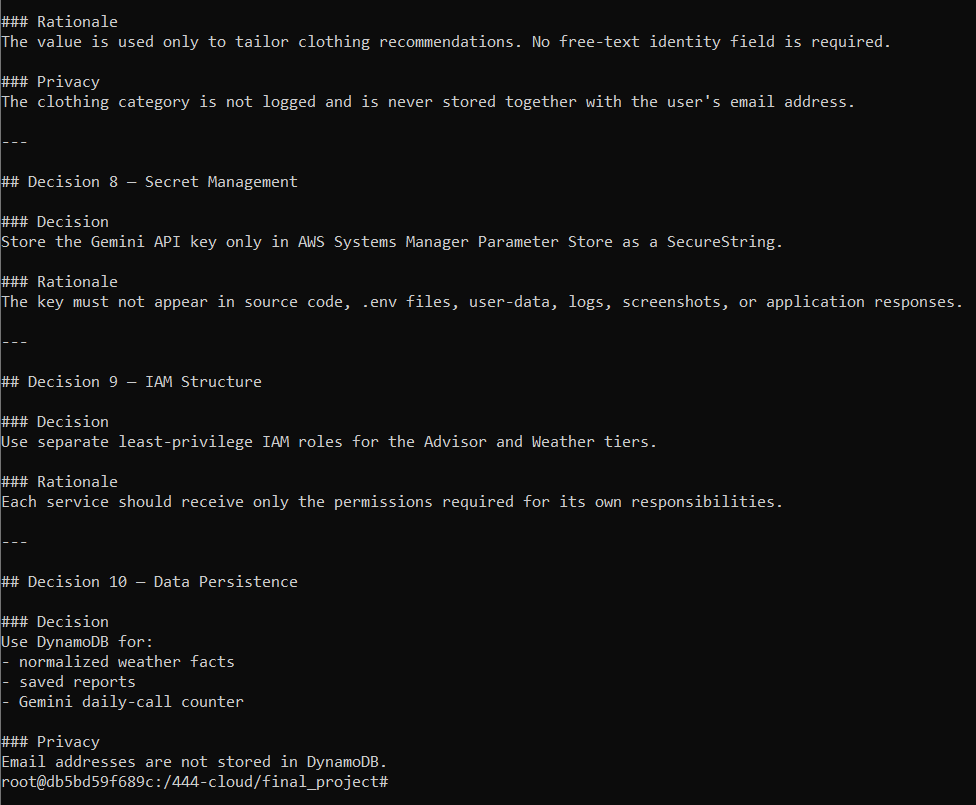 ### Rationale
The value is used only to tailor clothing recommendations. No free-text identity field is required.
### Privacy
The clothing category is not logged and is never stored together with the user's email address.
---
## Decision 8 — Secret Management
### Decision
Store the Gemini API key only in AWS Systems Manager Parameter Store as a SecureString.
### Rationale
The key must not appear in source code, .env files, user-data, logs, screenshots, or application responses.
---
## Decision 9 — IAM Structure
### Decision
Use separate least-privilege IAM roles for the Advisor and Weather tiers.
### Rationale
Each service should receive only the permissions required for its own responsibilities.
---
## Decision 10 — Data Persistence
### Decision
Use DynamoDB for:
- normalized weather facts
- saved reports
- Gemini daily-call counter
### Privacy
Email addresses are not stored in DynamoDB.
root@db5bd59f689c:/444-cloud/final_project#